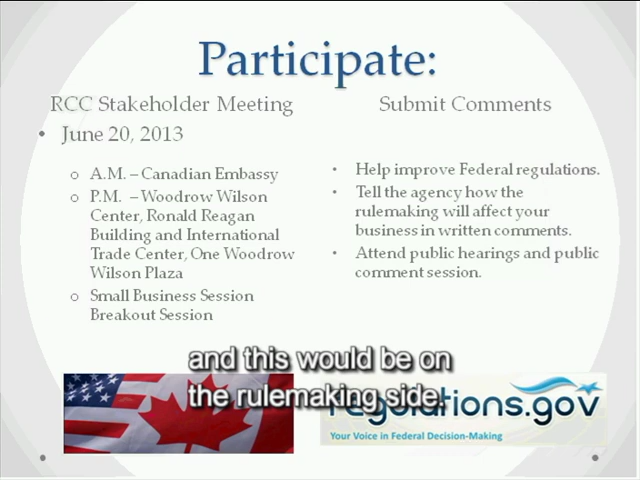 Participate:
RCC Stakeholder Meeting
• June 20, 2013
o A.M. – Canadian Embassy
o P.M. – Woodrow Wilson
Center, Ronald Reagan
Building and International
Trade Center, One Woodrow
Wilson Plaza
o Small Business Session
Breakout Session
Submit Comments
• Help improve Federal regulations.
• Tell the agency how the
rulemaking will affect your
business in written comments.
• Attend public hearings and public
comment session.
and this would be on
the rulemaking side.
regulations.gov
Your Voice in Federal Decision-Making